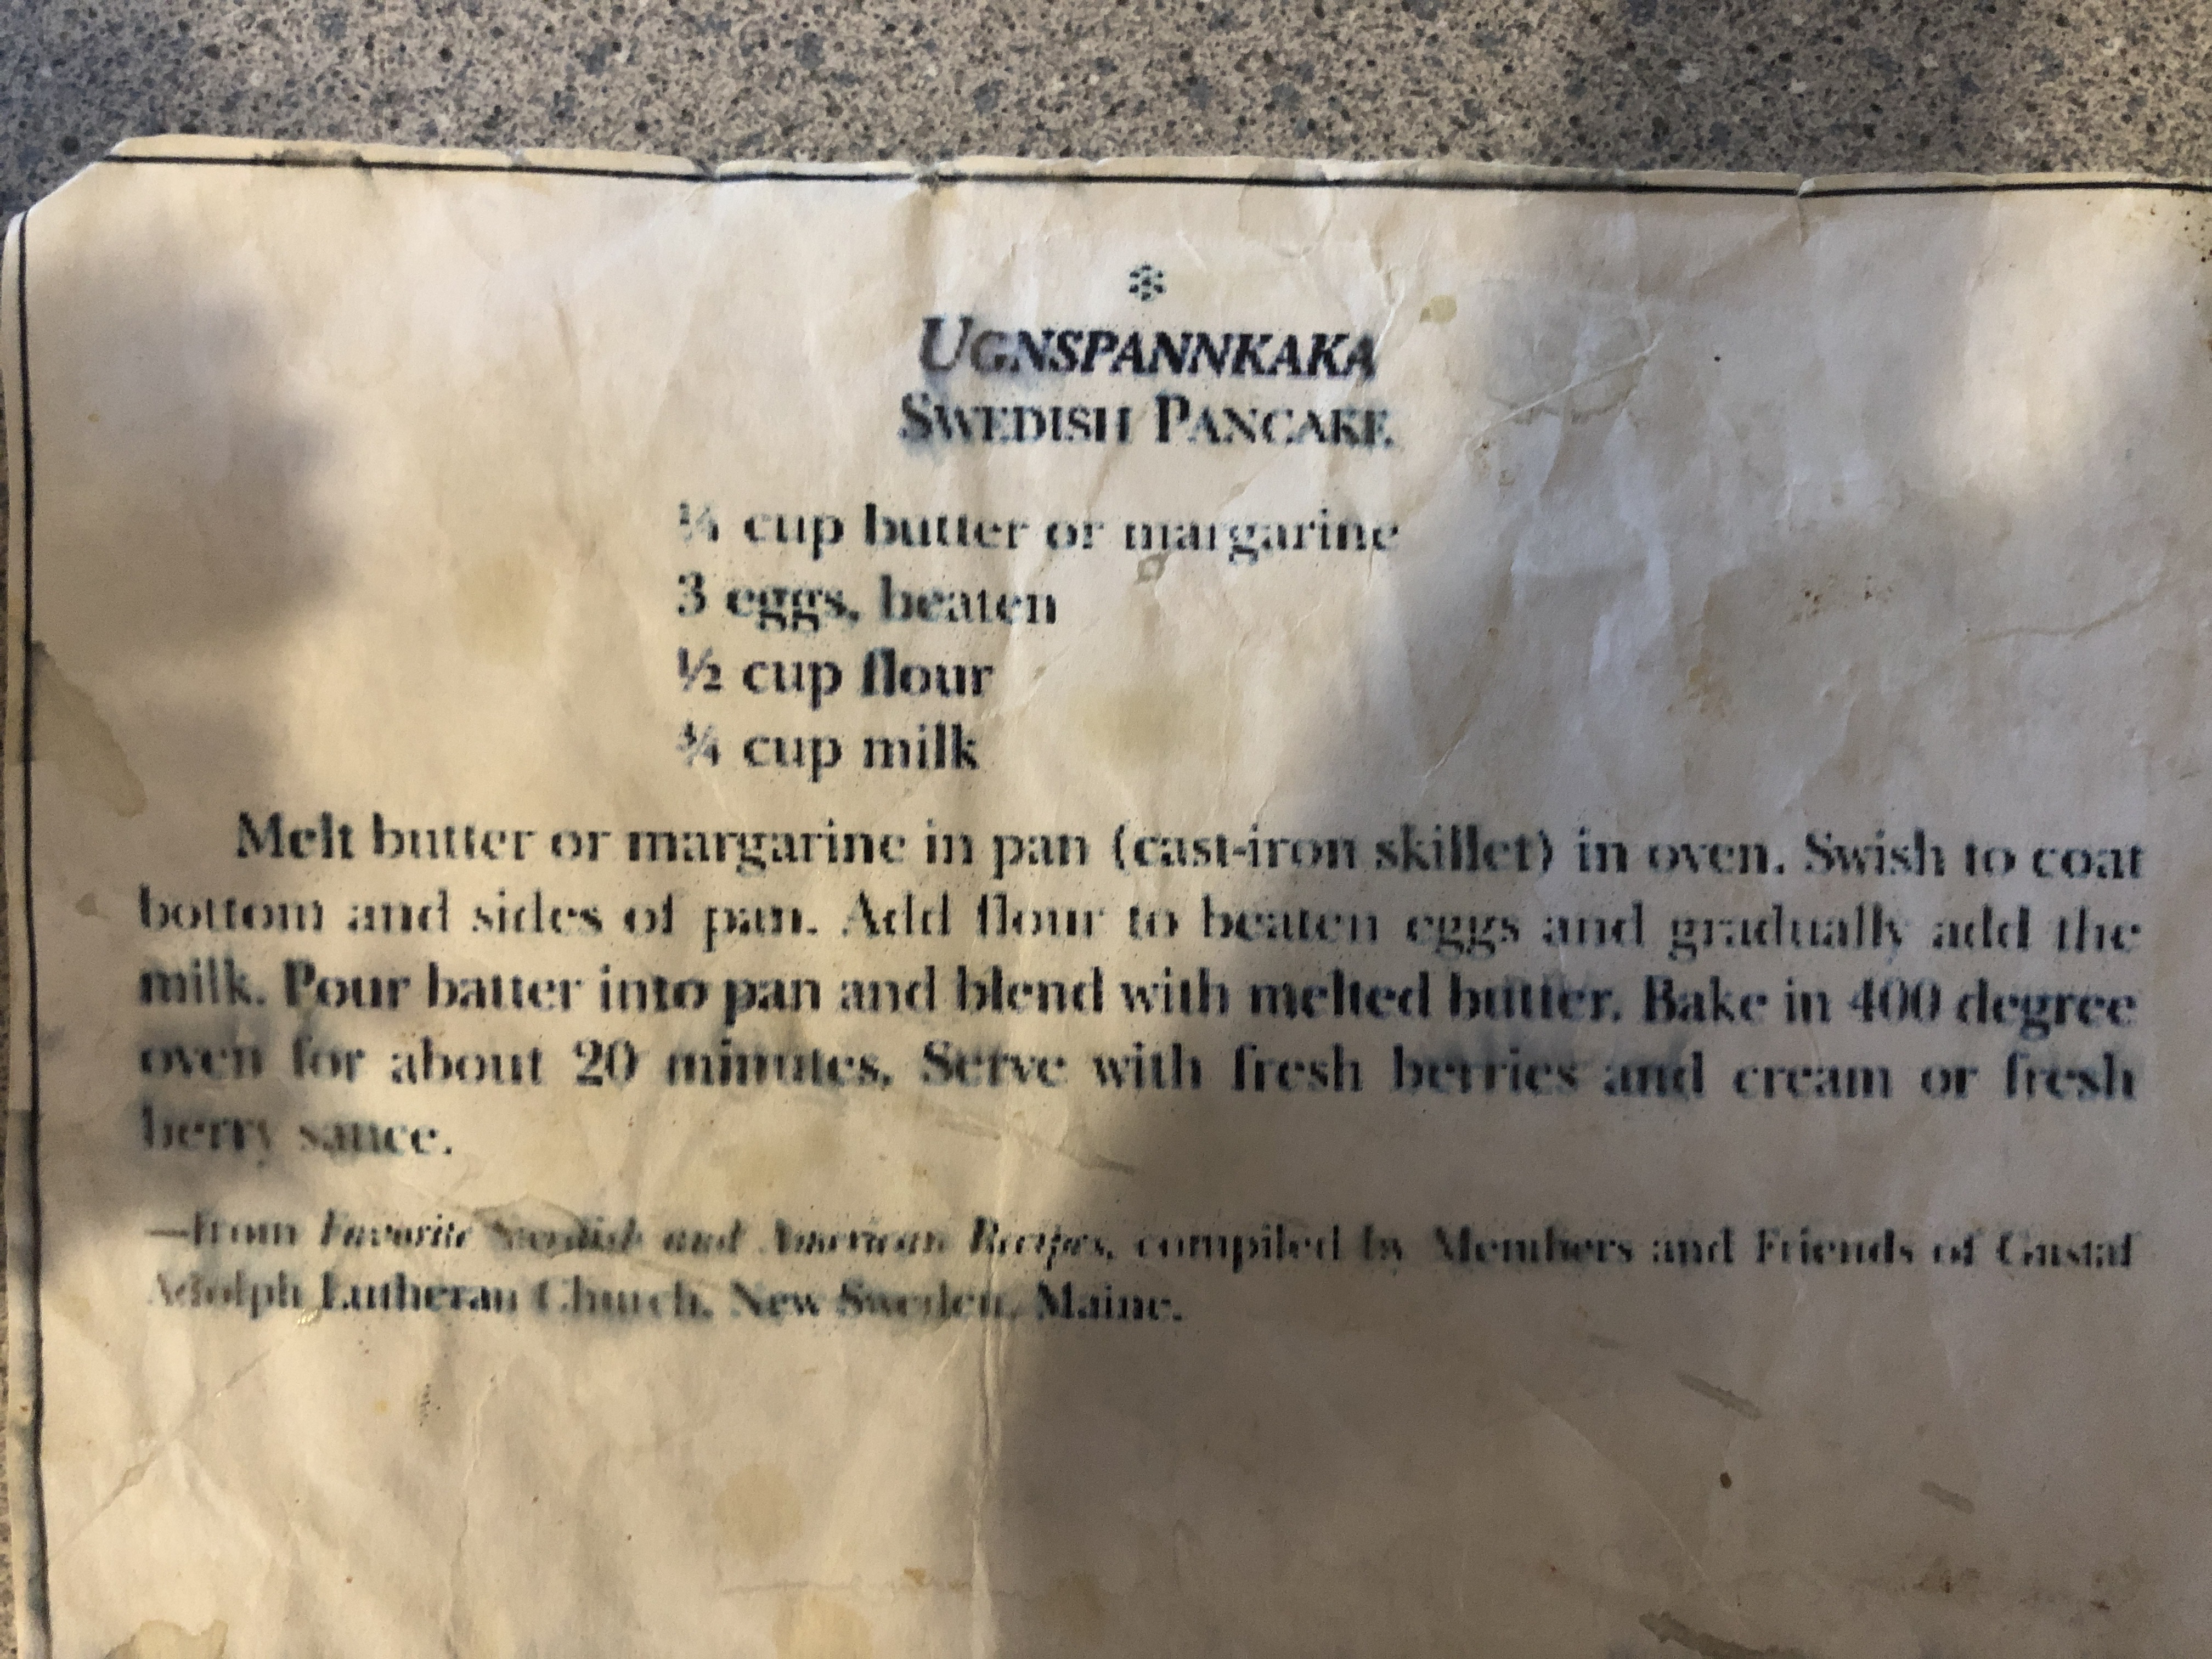 UGNSPANNKAKA
SWEDISH PANCAKE
¼ cup butter or margarine
3 eggs, beaten
½ cup flour
¾ cup milk
Melt butter or margarine in pan (cast-iron skillet) in oven. Swish to coat
bottom and sides of pan. Add flour to beaten eggs and gradually add the
milk. Pour batter into pan and blend with melted butter. Bake in 400 degree
oven for about 20 minutes. Serve with fresh berries and cream or fresh
berry sauce.
—from Favorite Swedish and American Recipes, compiled by Members and Friends of Gustaf
Adolph Lutheran Church, New Sweden, Maine.